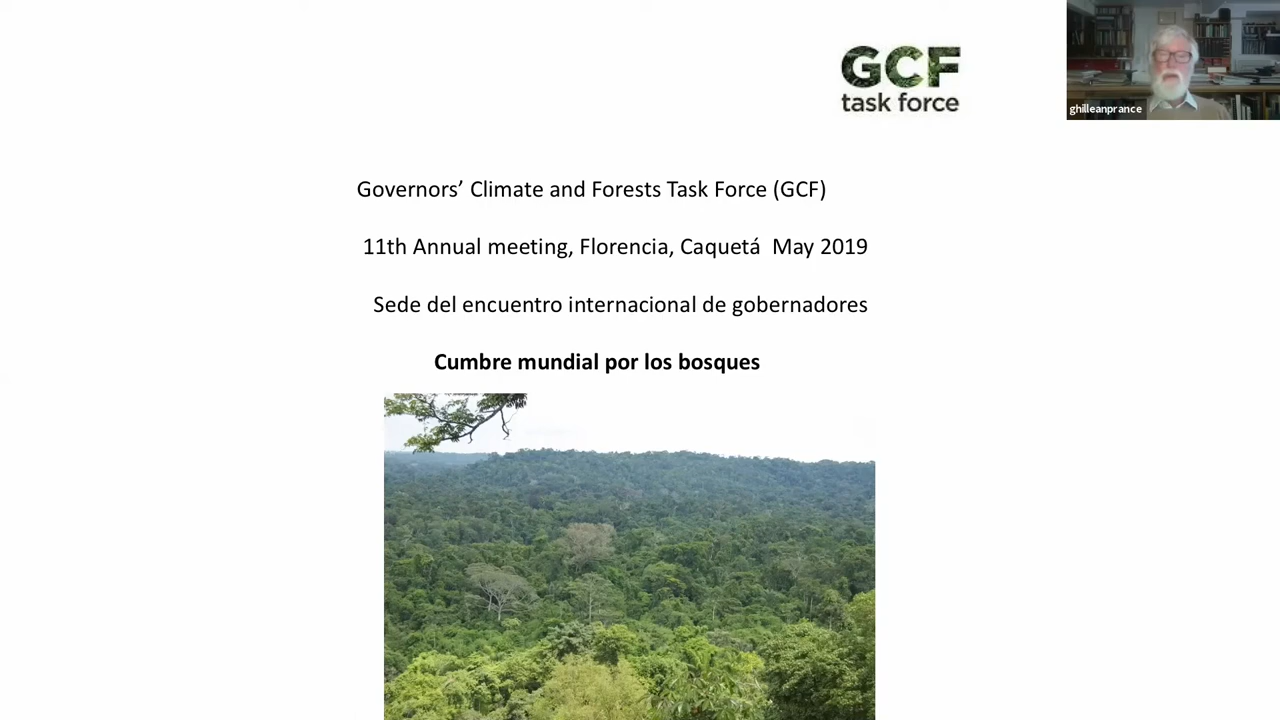 GCF
task force
ghilleanprance
Governors’ Climate and Forests Task Force (GCF)
11th Annual meeting, Florencia, Caquetá  May 2019
Sede del encuentro internacional de gobernadores
Cumbre mundial por los bosques